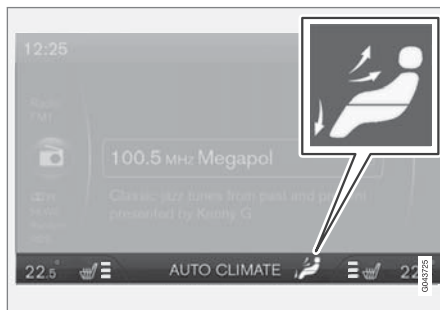 12:25
Radio
FM1
100.5 MHz Megapol
Classic jazz tunes from past and present
presented by Kenny G
22.5° AUTO CLIMATE 22
G043725